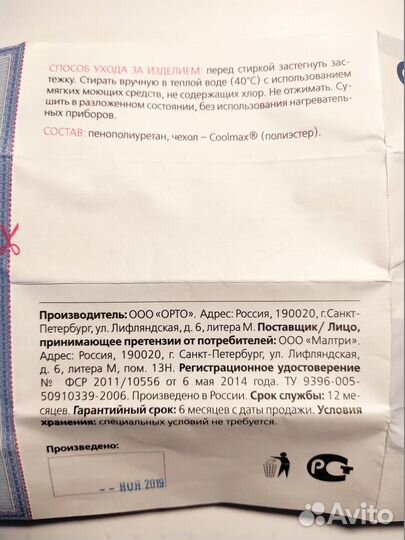 СПОСОБ УХОДА ЗА ИЗДЕЛИЕМ: перед стиркой застегнуть зас-
тежку. Стирать вручную в теплой воде (40°С) с использованием
мягких моющих средств, не содержащих хлор. Не отжимать. Су-
шить в разложенном состоянии, без использования нагреватель-
ных приборов.
СОСТАВ: пенополиуретан, чехол – Coolmax® (полиэстер).
Производитель: ООО «ОРТО». Адрес: Россия, 190020, г.Санкт-
Петербург, ул. Лифляндская, д. 6, литера М. Поставщик/ Лицо,
принимающее претензии от потребителей: ООО «Малтри».
Адрес: Россия, 190020, г. Санкт-Петербург, ул. Лифляндская,
д. 6, литера М, пом. 13Н. Регистрационное удостоверение
№ ФСР 2011/10556 от 6 мая 2014 года. ТУ 9396-005-
50910339-2006. Произведено в России. Срок службы: 12 ме-
сяцев. Гарантийный срок: 6 месяцев с даты продажи. Условия
хранения: специальных условий не требуется.
Произведено:
-- НОЯ 2019
РСТ
Avito